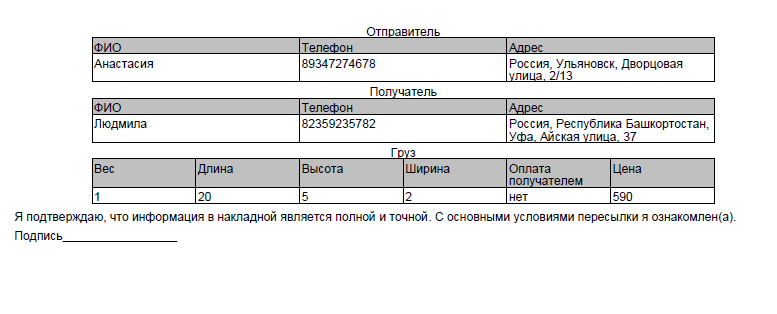 Отправитель
ФИО Телефон Адрес
Анастасия 89347274678 Россия, Ульяновск, Дворцовая
улица, 2/13
Получатель
ФИО Телефон Адрес
Людмила 82359235782 Россия, Республика Башкортостан,
Уфа, Айская улица, 37
Груз
Вес Длина Высота Ширина Оплата Цена
получателем
1 20 5 2 нет 590
Я подтверждаю, что информация в накладной является полной и точной. С основными условиями пересылки я ознакомлен(а).
Подпись_________________